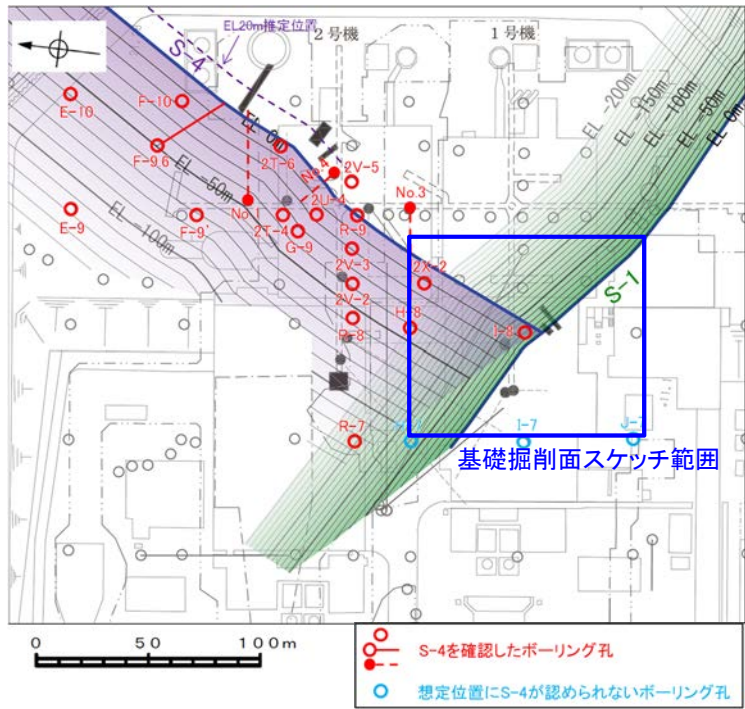 EL20m推定位置
2号機
1号機
S-4
E-10
F-10
EL 0m
EL -200m
EL -150m
EL -100m
EL -50m
EL 0m
F-9.6
2T-6
No.4
2V-5
EL -50m
No.1
2U-4
No.3
E-9
F-9'
2T-4
R-9
G-9
EL -100m
2V-3
2X-2
S-1
2V-2
R-8
H-8
I-8
R-7
I-7
J-7
基礎掘削面スケッチ範囲
0 50 100m
S-4を確認したボーリング孔
想定位置にS-4が認められないボーリング孔